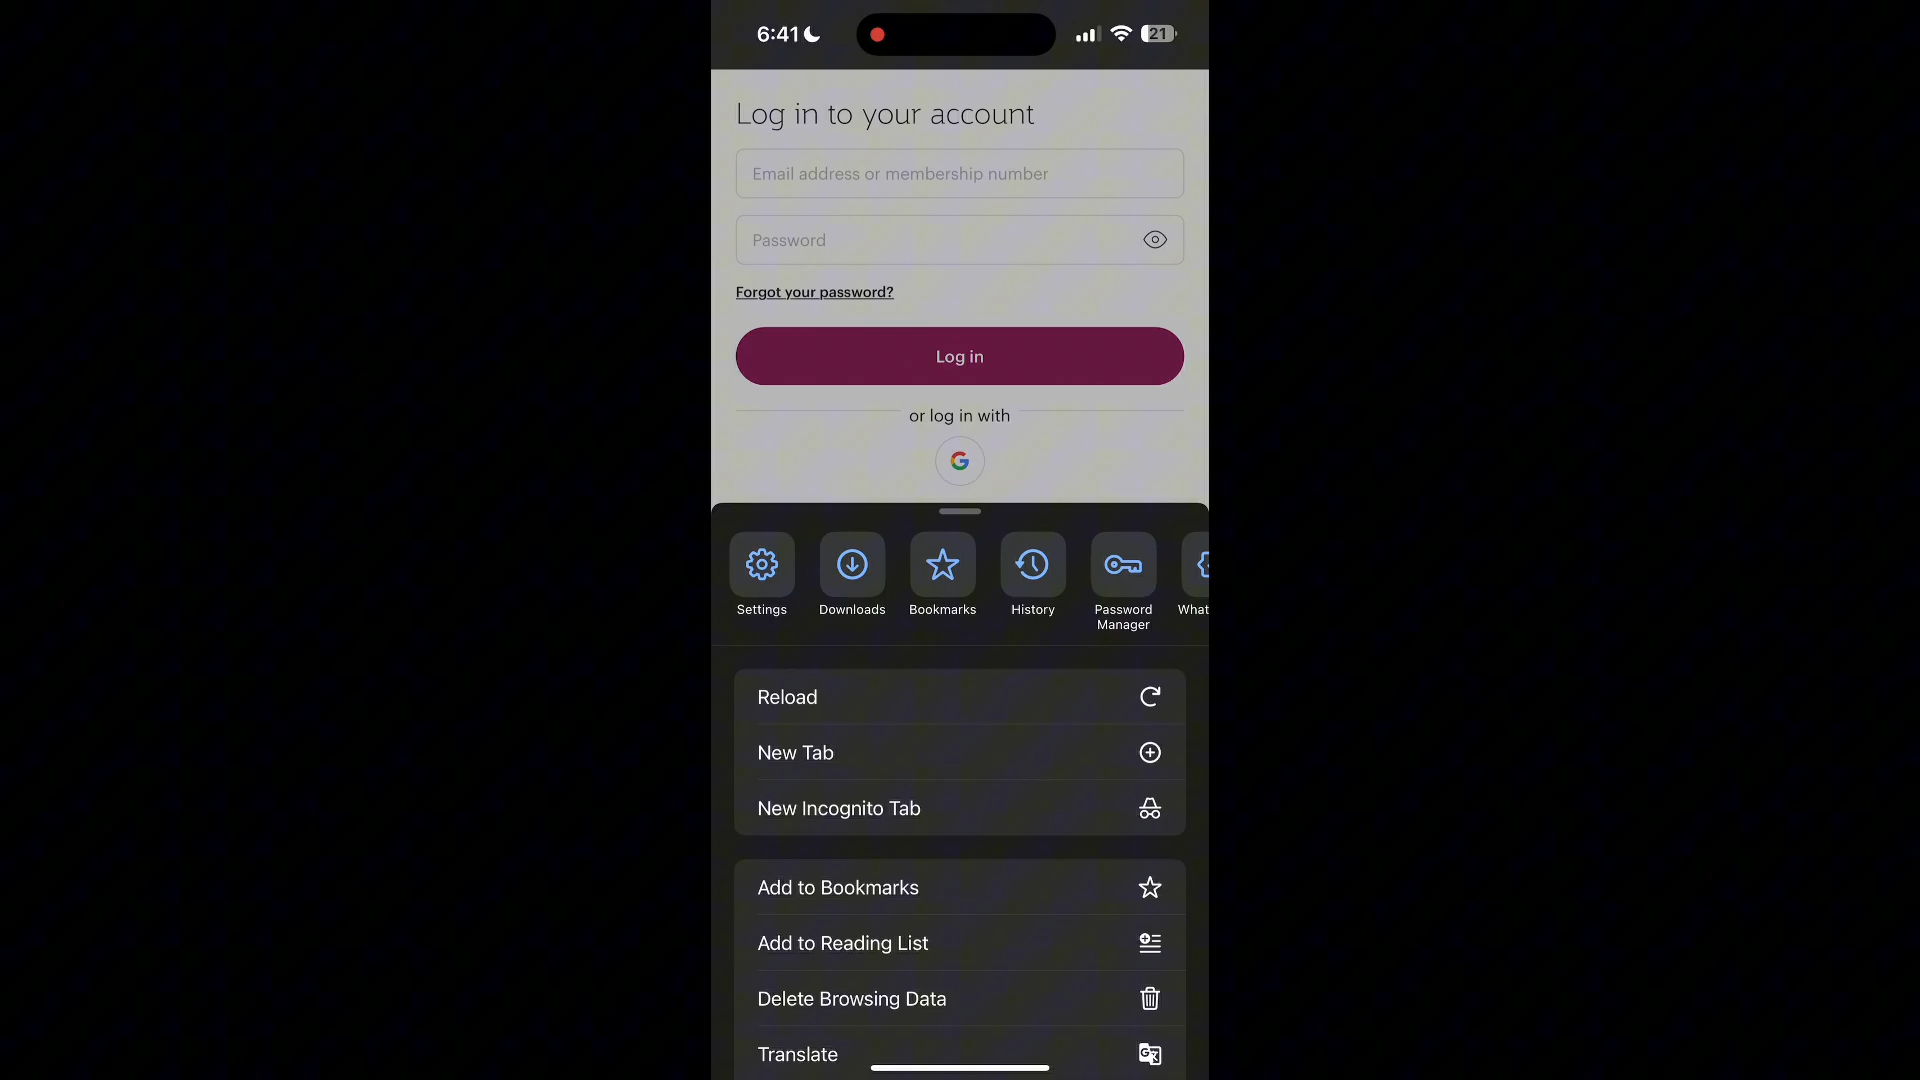 6:41
21
Log in to your account
Email address or membership number
Password
Forgot your password?
Log in
or log in with
Settings
Downloads
Bookmarks
History
Password
Manager
What
Reload
New Tab
New Incognito Tab
Add to Bookmarks
Add to Reading List
Delete Browsing Data
Translate